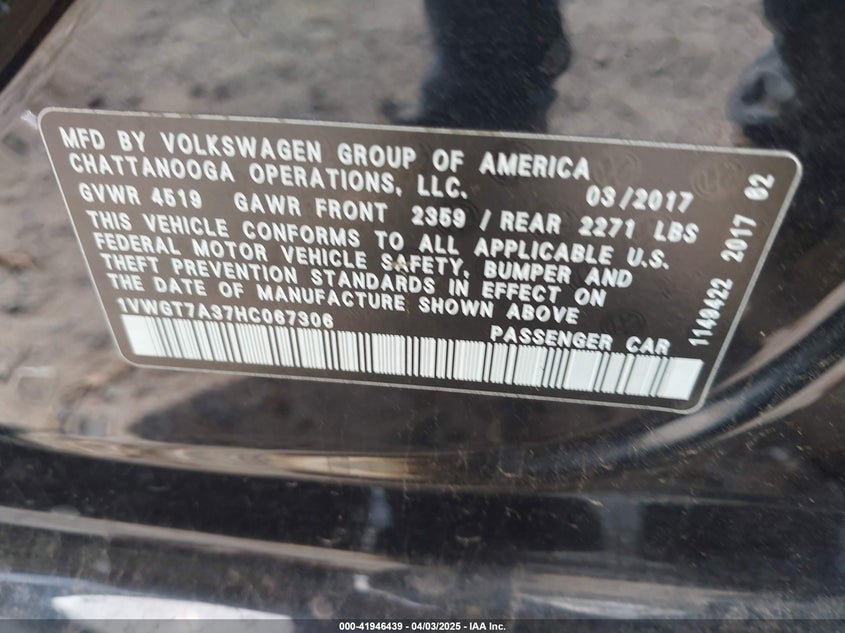 MFD BY VOLKSWAGEN GROUP OF AMERICA
CHATTANOOGA OPERATIONS, LLC.
03/2017
GVWR 4519 GAWR FRONT 2359 / REAR 2271 LBS
THIS VEHICLE CONFORMS TO ALL APPLICABLE U.S.
FEDERAL MOTOR VEHICLE SAFETY, BUMPER AND
THEFT PREVENTION STANDARDS IN EFFECT ON
THE DATE OF MANUFACTURE SHOWN ABOVE
1VWGT7A37HC067306
PASSENGER CAR
1149422 2017 02
000-41946439 - 04/03/2025 - IAA Inc.